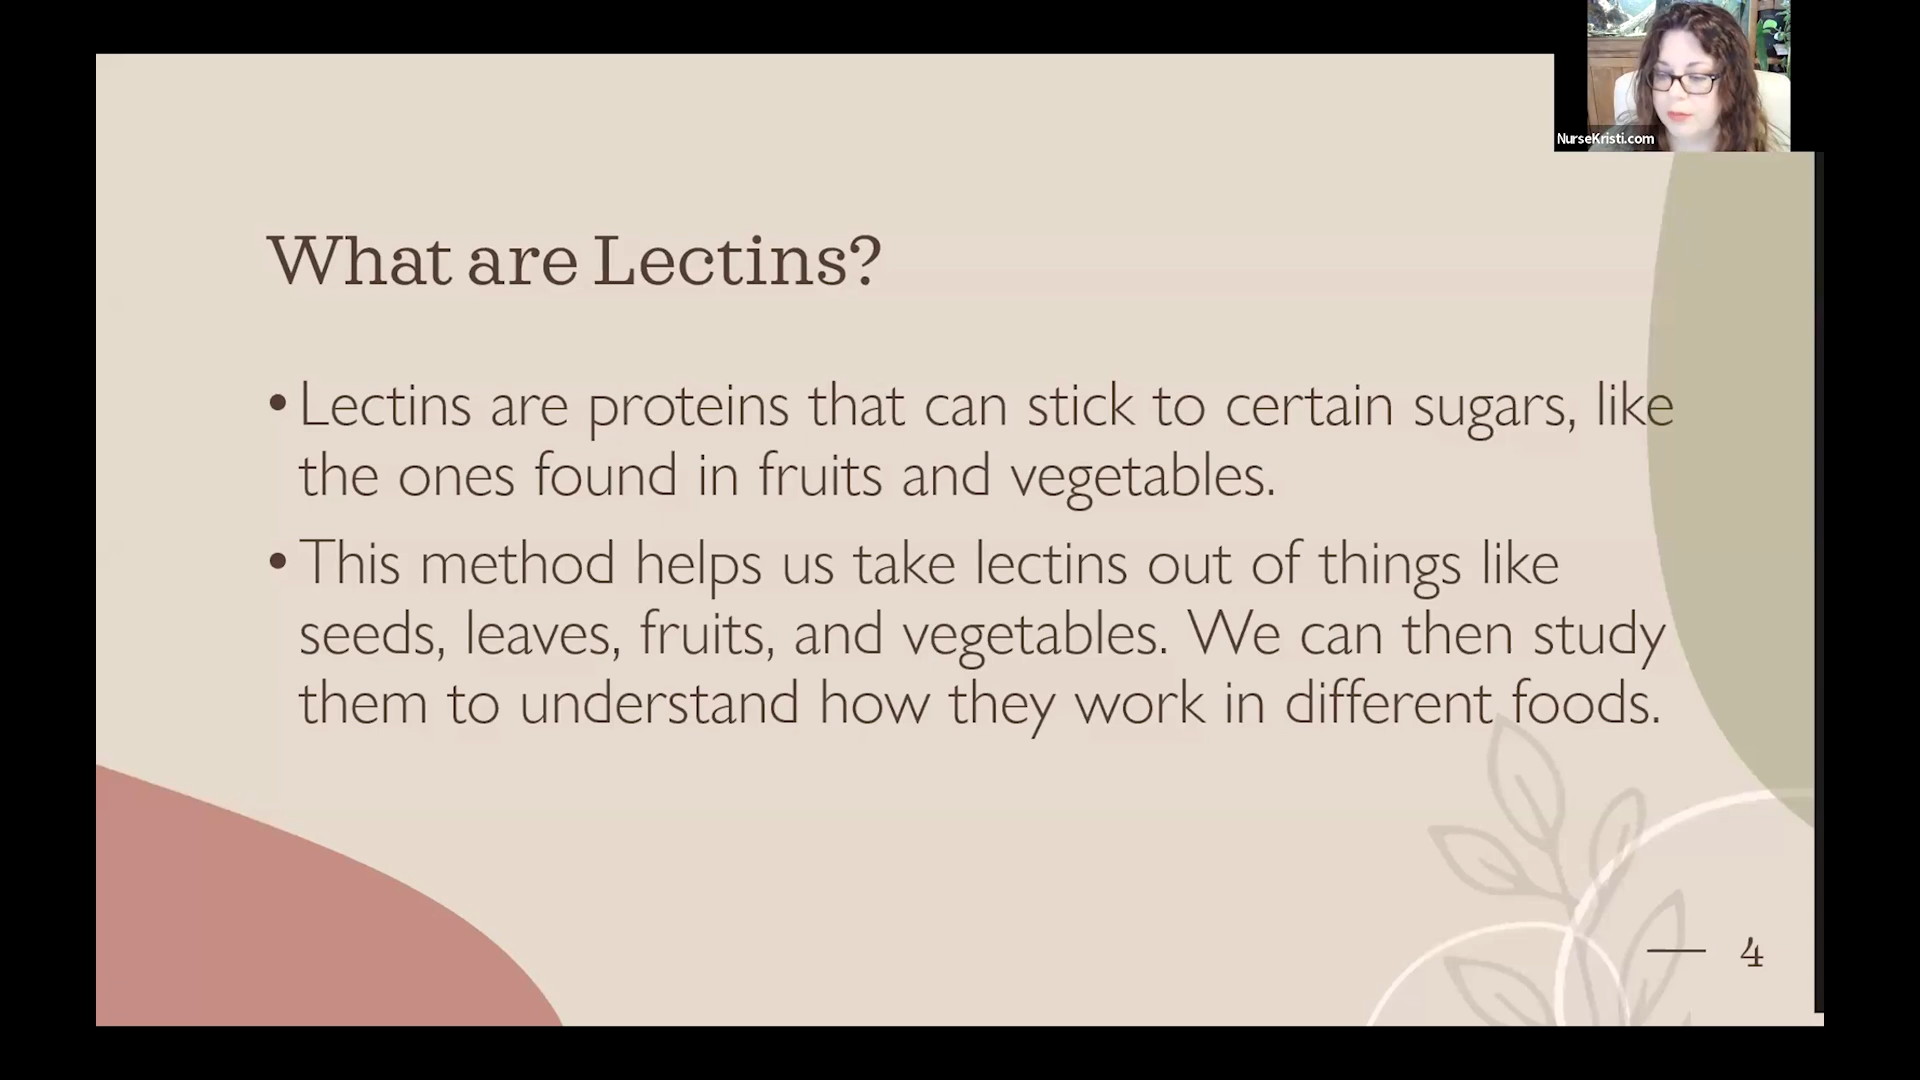 NurseKristi.com
What are Lectins?
• Lectins are proteins that can stick to certain sugars, like
the ones found in fruits and vegetables.
• This method helps us take lectins out of things like
seeds, leaves, fruits, and vegetables. We can then study
them to understand how they work in different foods.
4